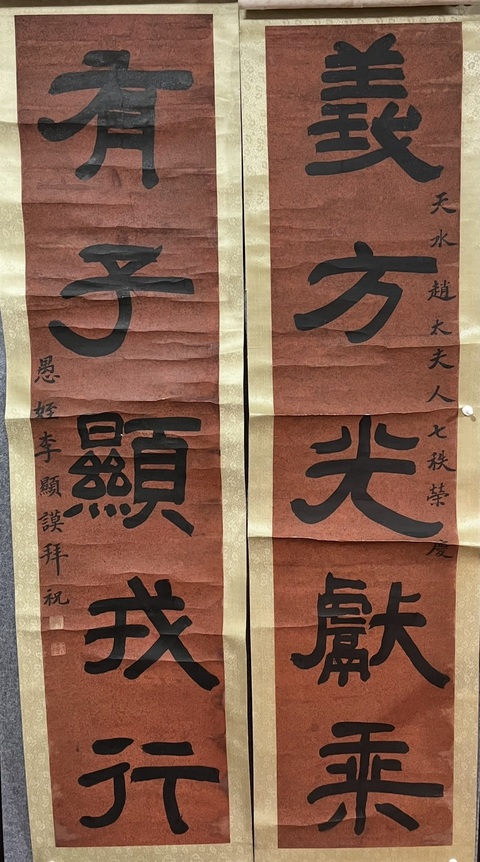 天水趙太夫人七秩榮慶
義方光獻乘
有子顯戎行
愚姪李顯謨拜祝